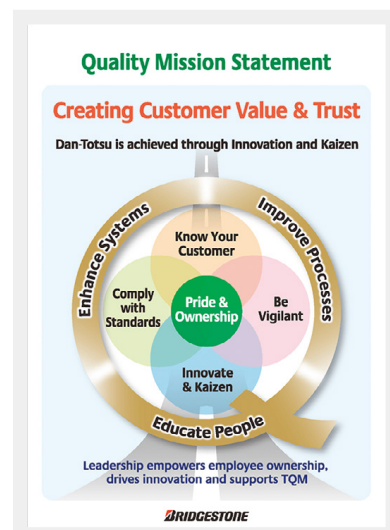 Quality Mission Statement
Creating Customer Value & Trust
Dan-Totsu is achieved through Innovation and Kaizen
Enhance Systems
Improve Processes
Know Your
Customer
Comply
with
Standards
Pride &
Ownership
Be
Vigilant
Innovate
& Kaizen
Educate People
Leadership empowers employee ownership,
drives innovation and supports TQM
BRIDGESTONE